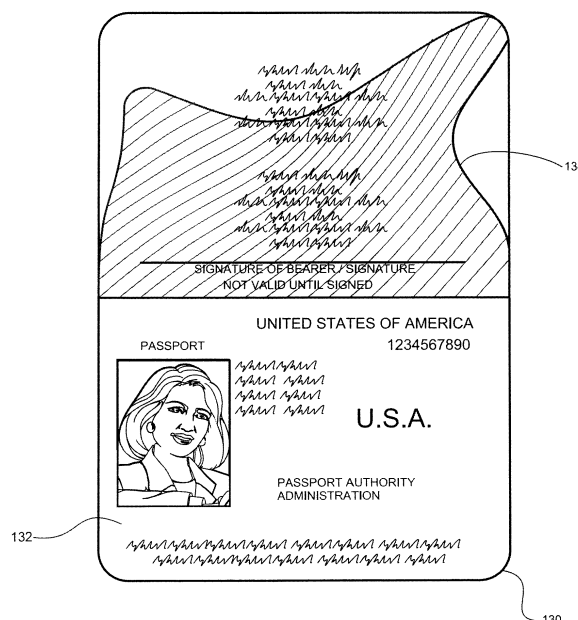 13
SIGNATURE OF BEARER / SIGNATURE
NOT VALID UNTIL SIGNED
UNITED STATES OF AMERICA
PASSPORT
1234567890
U.S.A.
PASSPORT AUTHORITY
ADMINISTRATION
132
130